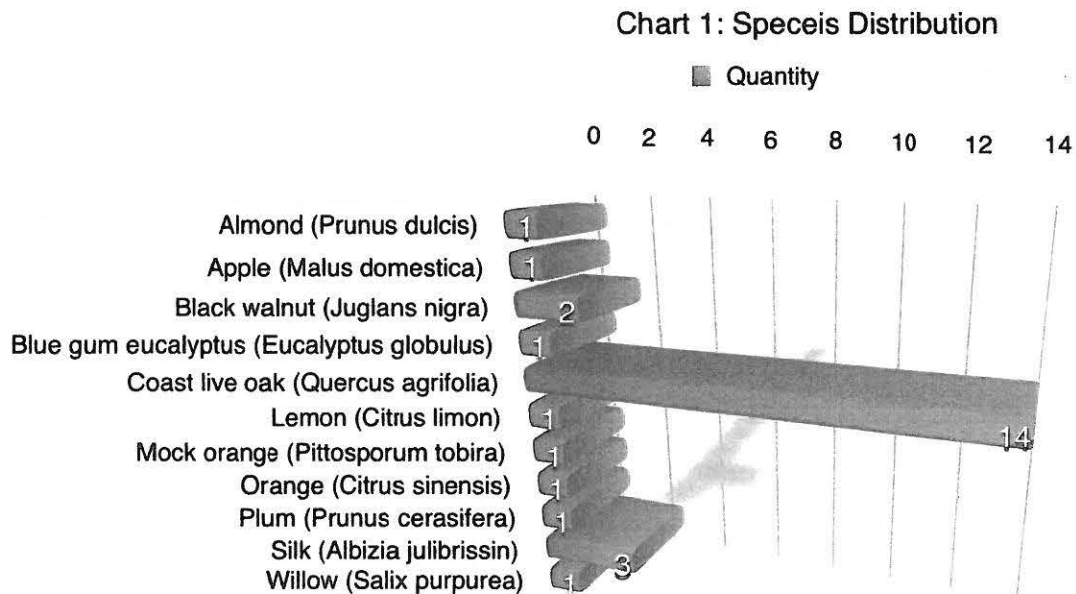 Chart 1: Speceis Distribution
Quantity
0 2 4 6 8 10 12 14
Almond (Prunus dulcis) 1
Apple (Malus domestica) 1
Black walnut (Juglans nigra) 2
Blue gum eucalyptus (Eucalyptus globulus) 1
Coast live oak (Quercus agrifolia) 14
Lemon (Citrus limon) 1
Mock orange (Pittosporum tobira) 1
Orange (Citrus sinensis) 1
Plum (Prunus cerasifera) 1
Silk (Albizia julibrissin) 3
Willow (Salix purpurea) 1